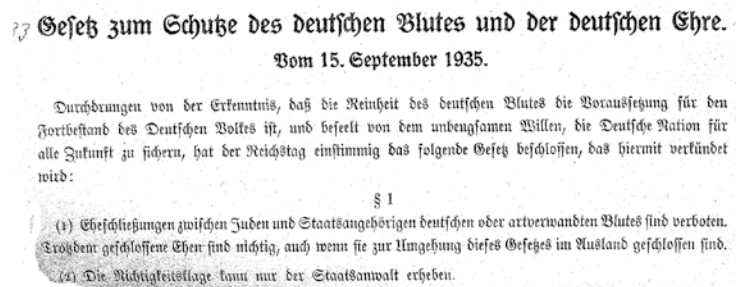 33 Gesetz zum Schutze des deutschen Blutes und der deutschen Ehre.
Vom 15. September 1935.
Durchdrungen von der Erkenntnis, daß die Reinheit des deutschen Blutes die Voraussetzung für den
Fortbestand des Deutschen Volkes ist, und beseelt von dem unbeugsamen Willen, die Deutsche Nation für
alle Zukunft zu sichern, hat der Reichstag einstimmig das folgende Gesetz beschlossen, das hiermit verkündet
wird:
§ 1
(1) Eheschließungen zwischen Juden und Staatsangehörigen deutschen oder artverwandten Blutes sind verboten.
Trotzdem geschlossene Ehen sind nichtig, auch wenn sie zur Umgehung dieses Gesetzes im Ausland geschlossen sind.
(2) Die Nichtigkeitsklage kann nur der Staatsanwalt erheben.